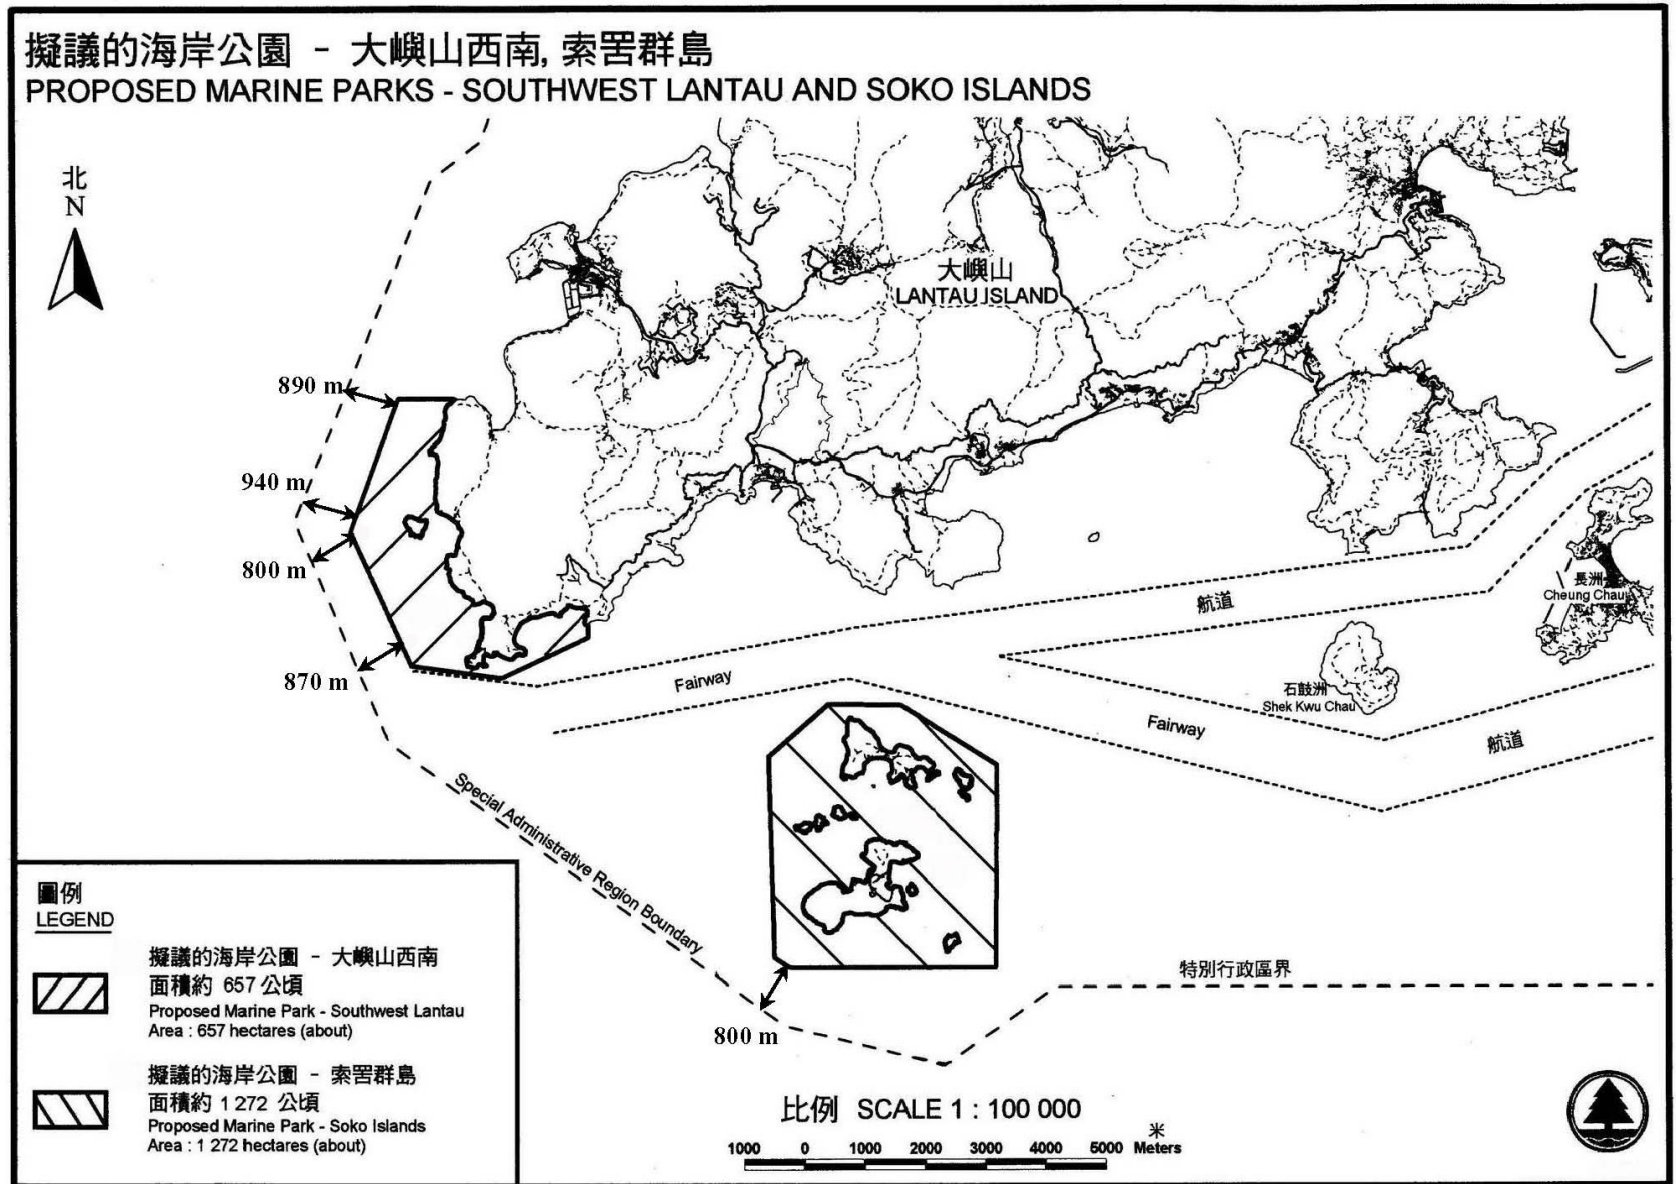 擬議的海岸公園 - 大嶼山西南, 索罟群島
PROPOSED MARINE PARKS - SOUTHWEST LANTAU AND SOKO ISLANDS
北
N
大嶼山
LANTAU ISLAND
890 m
940 m
800 m
870 m
長洲
Cheung Chau
航道
Fairway
石鼓洲
Shek Kwu Chau
Fairway
航道
Special Administrative Region Boundary
特別行政區界
800 m
圖例
LEGEND
擬議的海岸公園 - 大嶼山西南
面積約 657 公頃
Proposed Marine Park - Southwest Lantau
Area : 657 hectares (about)
擬議的海岸公園 - 索罟群島
面積約 1 272 公頃
Proposed Marine Park - Soko Islands
Area : 1 272 hectares (about)
比例 SCALE 1 : 100 000
1000 0 1000 2000 3000 4000 5000 米 Meters